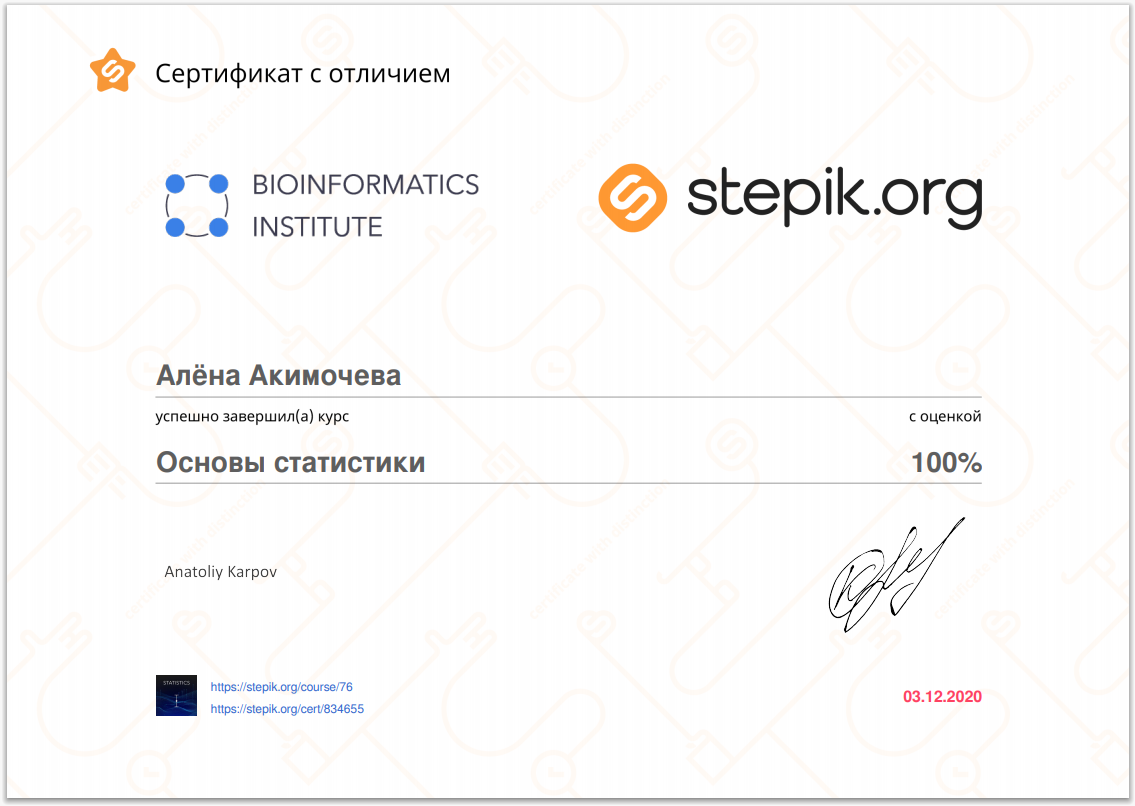 Сертификат с отличием
BIOINFORMATICS
INSTITUTE
stepik.org
Алёна Акимочева
успешно завершил(а) курс
с оценкой
Основы статистики
100%
Anatoliy Karpov
STATISTICS
https://stepik.org/course/76
https://stepik.org/cert/834655
03.12.2020